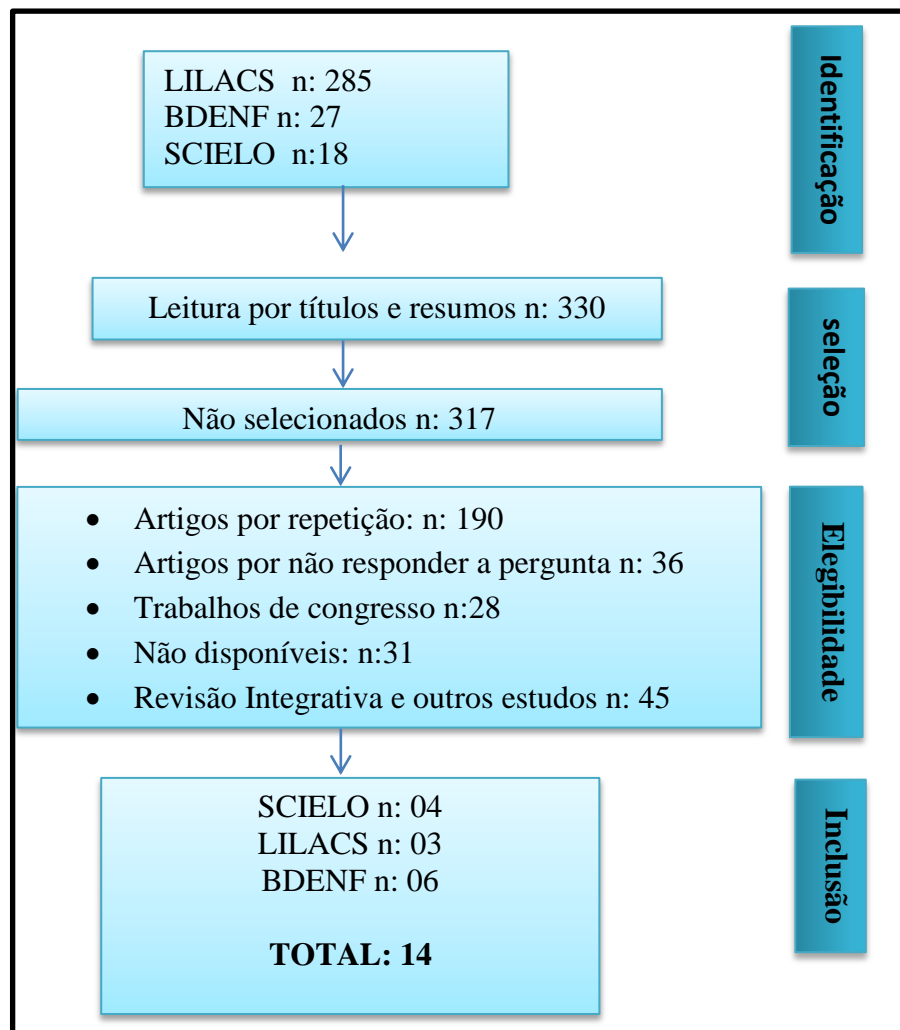 LILACS n: 285
BDENF n: 27
SCIELO n:18
Identificação
Leitura por títulos e resumos n: 330
seleção
Não selecionados n: 317
• Artigos por repetição: n: 190
• Artigos por não responder a pergunta n: 36
• Trabalhos de congresso n:28
• Não disponíveis: n:31
• Revisão Integrativa e outros estudos n: 45
Elegibilidade
SCIELO n: 04
LILACS n: 03
BDENF n: 06
TOTAL: 14
Inclusão